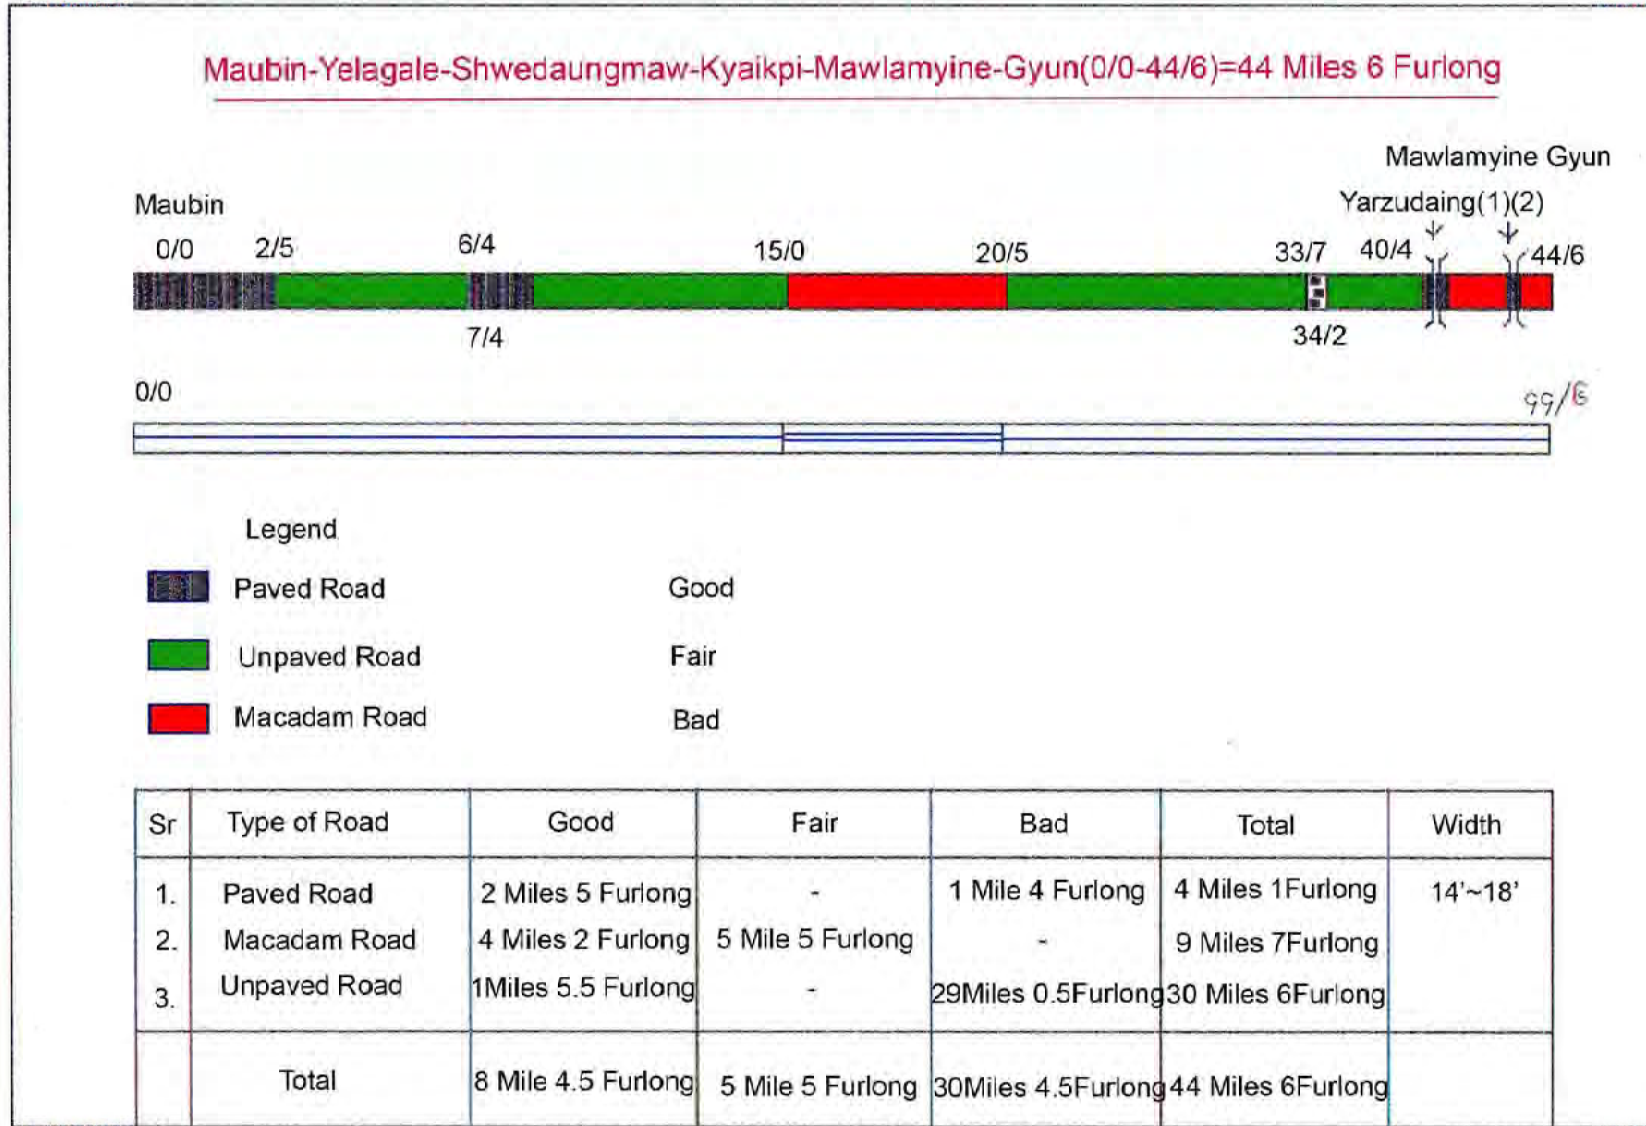 Maubin-Yelagale-Shwedaungmaw-Kyaikpi-Mawlamyine-Gyun(0/0-44/6)=44 Miles 6 Furlong
Mawlamyine Gyun
Maubin
Yarzudaing(1)(2)
0/0 2/5 6/4 15/0 20/5 33/7 40/4 44/6
7/4 34/2
0/0 99/6
Legend
Paved Road Good
Unpaved Road Fair
Macadam Road Bad
Sr Type of Road Good Fair Bad Total Width
1. Paved Road 2 Miles 5 Furlong - 1 Mile 4 Furlong 4 Miles 1Furlong 14'~18'
2. Macadam Road 4 Miles 2 Furlong 5 Mile 5 Furlong - 9 Miles 7Furlong
3. Unpaved Road 1Miles 5.5 Furlong - 29Miles 0.5Furlong 30 Miles 6Furlong
Total 8 Mile 4.5 Furlong 5 Mile 5 Furlong 30Miles 4.5Furlong 44 Miles 6Furlong